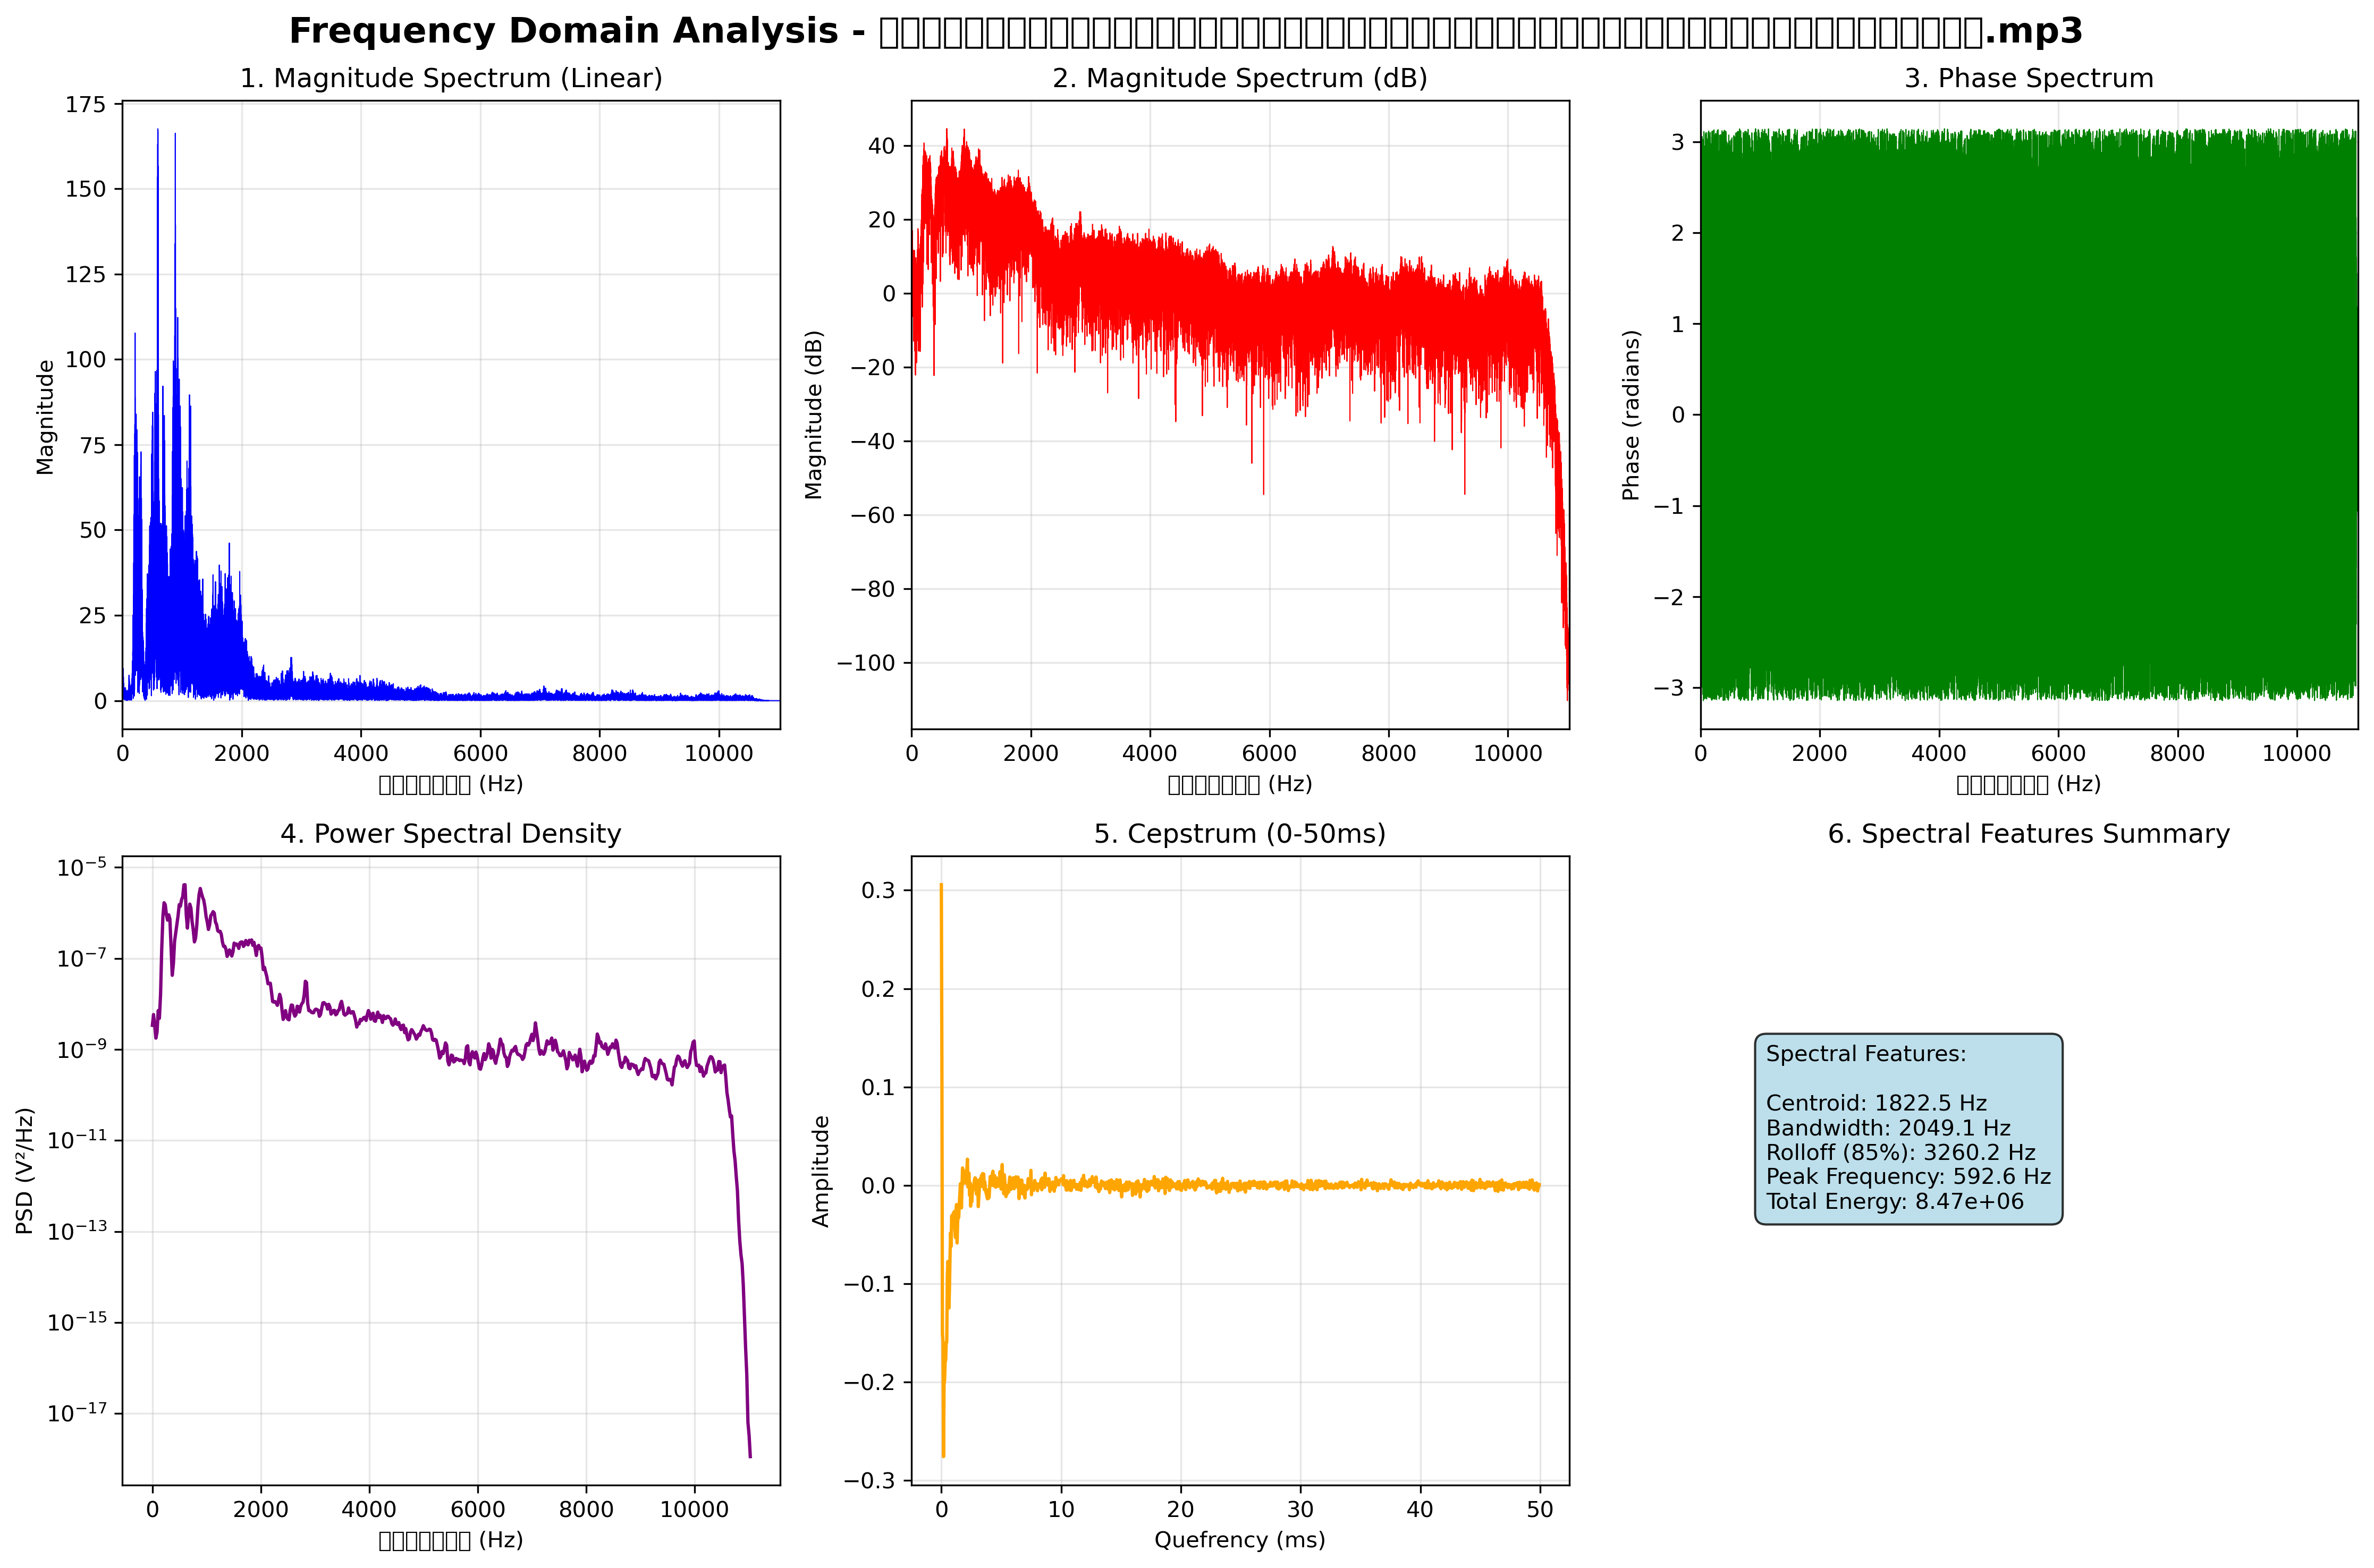 Frequency Domain Analysis - .mp3
1. Magnitude Spectrum (Linear)
Magnitude
175
150
125
100
75
50
25
0
0 2000 4000 6000 8000 10000
(Hz)
2. Magnitude Spectrum (dB)
Magnitude (dB)
40
20
0
−20
−40
−60
−80
−100
0 2000 4000 6000 8000 10000
(Hz)
3. Phase Spectrum
Phase (radians)
3
2
1
0
−1
−2
−3
0 2000 4000 6000 8000 10000
(Hz)
4. Power Spectral Density
PSD (V²/Hz)
10⁻⁵
10⁻⁷
10⁻⁹
10⁻¹¹
10⁻¹³
10⁻¹⁵
10⁻¹⁷
0 2000 4000 6000 8000 10000
(Hz)
5. Cepstrum (0-50ms)
Amplitude
0.3
0.2
0.1
0.0
−0.1
−0.2
−0.3
0 10 20 30 40 50
Quefrency (ms)
6. Spectral Features Summary
Spectral Features:
Centroid: 1822.5 Hz
Bandwidth: 2049.1 Hz
Rolloff (85%): 3260.2 Hz
Peak Frequency: 592.6 Hz
Total Energy: 8.47e+06